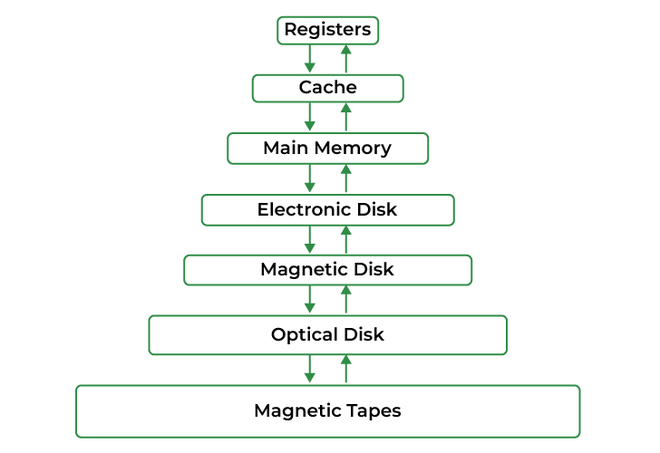 Registers
Cache
Main Memory
Electronic Disk
Magnetic Disk
Optical Disk
Magnetic Tapes